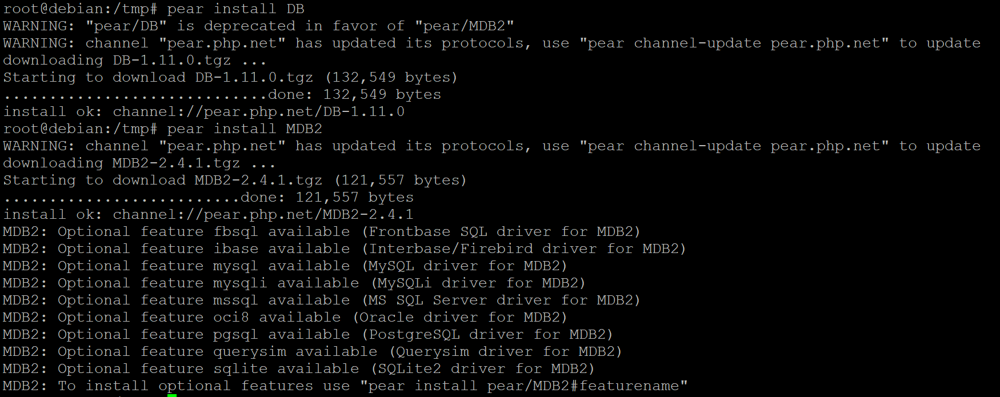 root@debian:/tmp# pear install DB
WARNING: "pear/DB" is deprecated in favor of "pear/MDB2"
WARNING: channel "pear.php.net" has updated its protocols, use "pear channel-update pear.php.net" to update
downloading DB-1.11.0.tgz ...
Starting to download DB-1.11.0.tgz (132,549 bytes)
.............................done: 132,549 bytes
install ok: channel://pear.php.net/DB-1.11.0
root@debian:/tmp# pear install MDB2
WARNING: channel "pear.php.net" has updated its protocols, use "pear channel-update pear.php.net" to update
downloading MDB2-2.4.1.tgz ...
Starting to download MDB2-2.4.1.tgz (121,557 bytes)
..........................done: 121,557 bytes
install ok: channel://pear.php.net/MDB2-2.4.1
MDB2: Optional feature fbsql available (Frontbase SQL driver for MDB2)
MDB2: Optional feature ibase available (Interbase/Firebird driver for MDB2)
MDB2: Optional feature mysql available (MySQL driver for MDB2)
MDB2: Optional feature mysqli available (MySQLi driver for MDB2)
MDB2: Optional feature mssql available (MS SQL Server driver for MDB2)
MDB2: Optional feature oci8 available (Oracle driver for MDB2)
MDB2: Optional feature pgsql available (PostgreSQL driver for MDB2)
MDB2: Optional feature querysim available (Querysim driver for MDB2)
MDB2: Optional feature sqlite available (SQLite2 driver for MDB2)
MDB2: To install optional features use "pear install pear/MDB2#featurename"